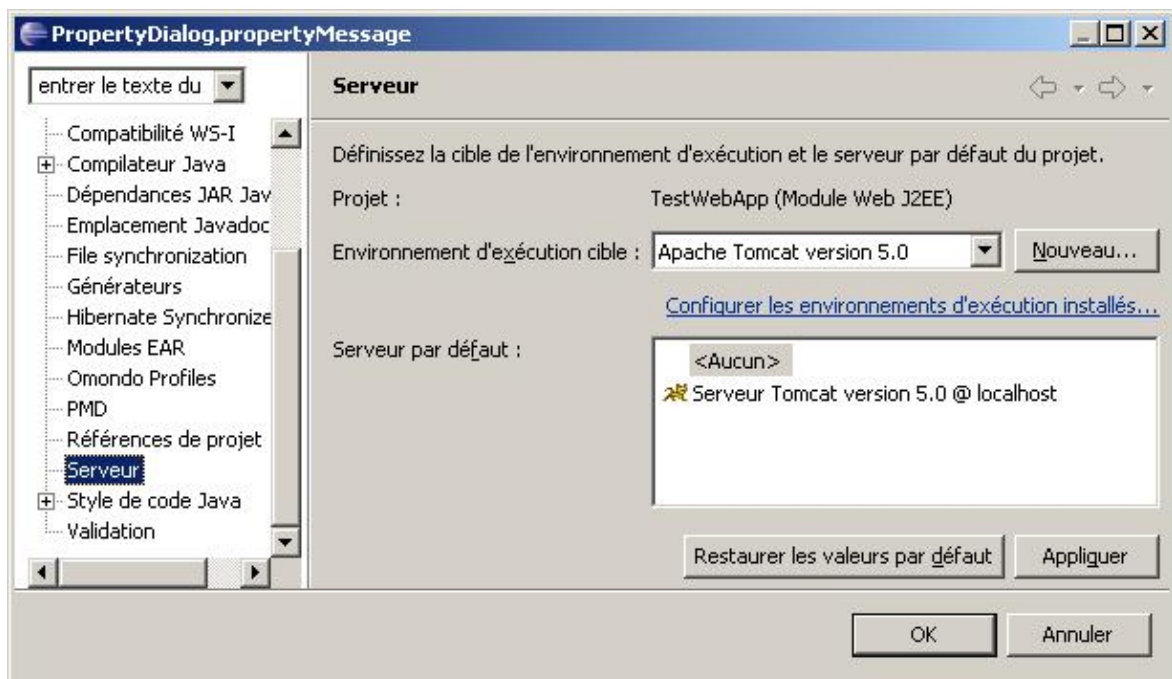 PropertyDialog.propertyMessage
entrer le texte du
Compatibilité WS-I
Compilateur Java
Dépendances JAR Jav
Emplacement Javadoc
File synchronization
Générateurs
Hibernate Synchronize
Modules EAR
Omondo Profiles
PMD
Références de projet
Serveur
Style de code Java
Validation
Serveur
Définissez la cible de l'environnement d'exécution et le serveur par défaut du projet.
Projet : TestWebApp (Module Web J2EE)
Environnement d'exécution cible : Apache Tomcat version 5.0 Nouveau...
Configurer les environnements d'exécution installés...
Serveur par défaut : <Aucun>
Serveur Tomcat version 5.0 @ localhost
Restaurer les valeurs par défaut Appliquer
OK Annuler